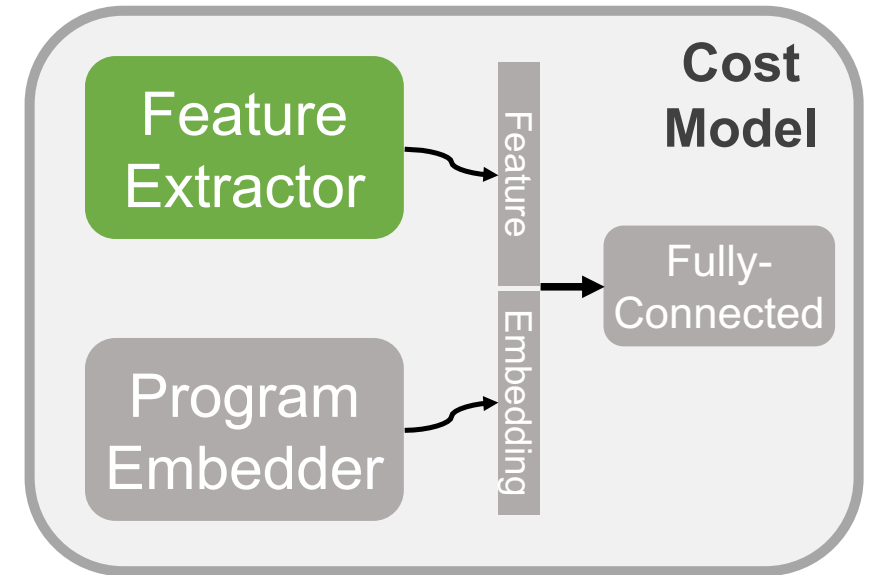 Cost
Model
Feature
Extractor
Feature
Fully-
Connected
Program
Embedder
Embedding